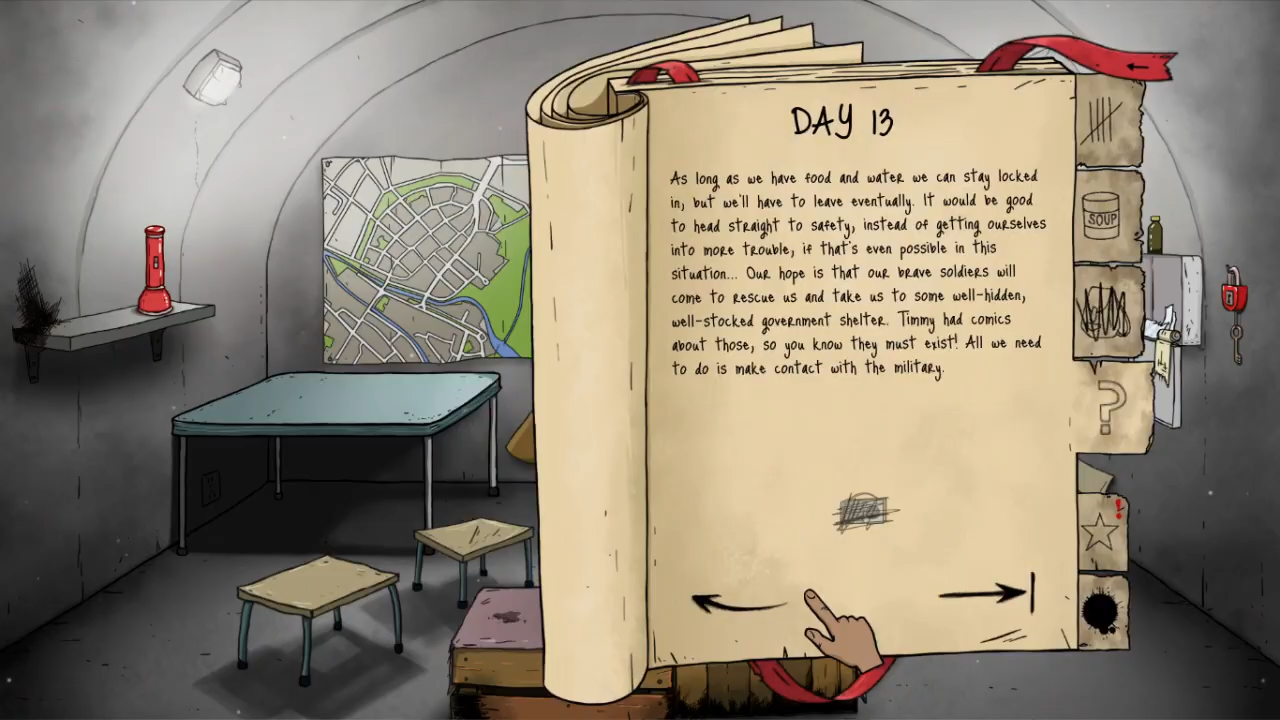 DAY 13
As long as we have food and water we can stay locked
in, but we'll have to leave eventually. It would be good
to head straight to safety, instead of getting ourselves
into more trouble, if that's even possible in this
situation... Our hope is that our brave soldiers will
come to rescue us and take us to some well-hidden,
well-stocked government shelter. Timmy had comics
about those, so you know they must exist! All we need
to do is make contact with the military.
SOUP
?
!